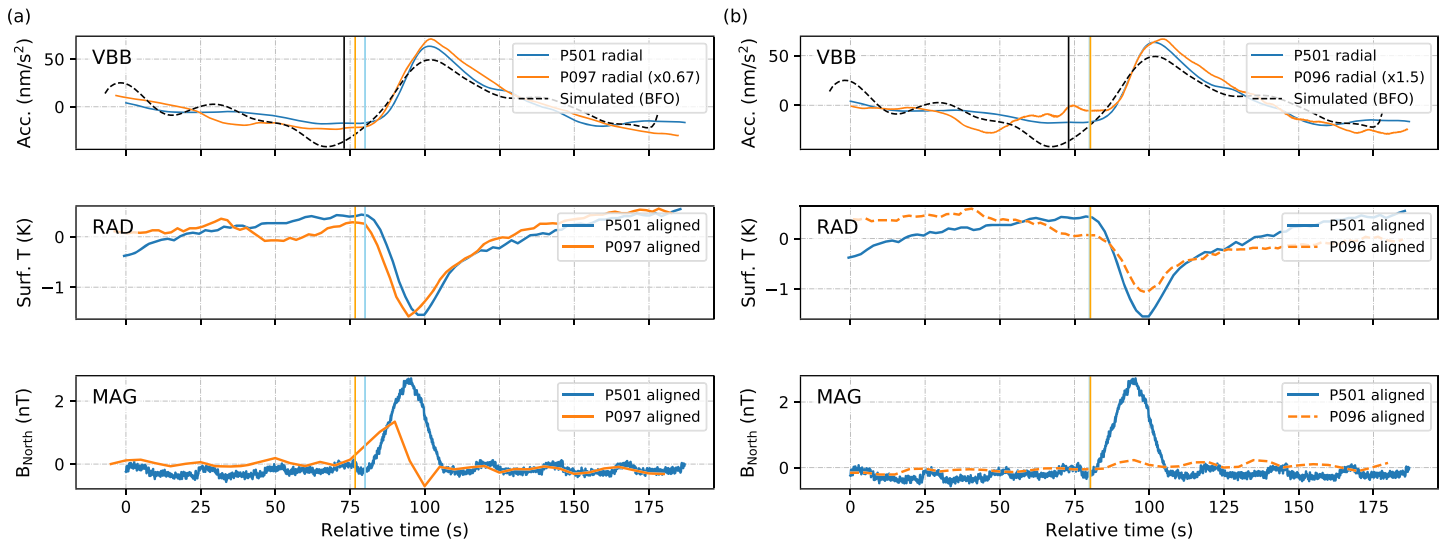 (a)
VBB
Acc. (nm/s²)
50
0
P501 radial
P097 radial (x0.67)
Simulated (BFO)
RAD
Surf. T (K)
0
−1
P501 aligned
P097 aligned
MAG
B_North (nT)
2
0
P501 aligned
P097 aligned
0 25 50 75 100 125 150 175
Relative time (s)
(b)
VBB
Acc. (nm/s²)
50
0
P501 radial
P096 radial (x1.5)
Simulated (BFO)
RAD
Surf. T (K)
0
−1
P501 aligned
P096 aligned
MAG
B_North (nT)
2
0
P501 aligned
P096 aligned
0 25 50 75 100 125 150 175
Relative time (s)